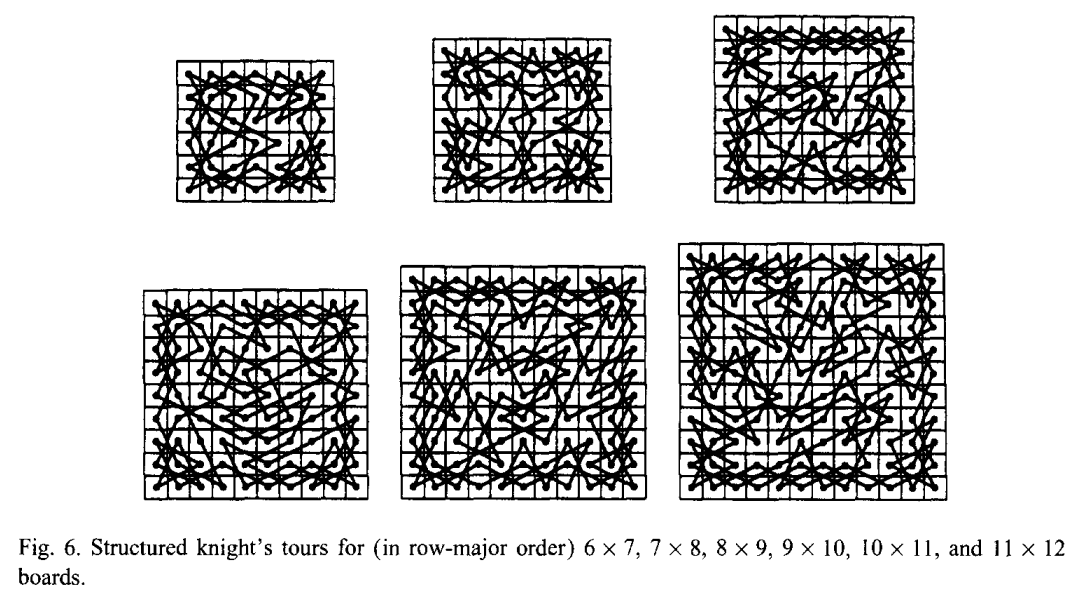 Fig. 6. Structured knight's tours for (in row-major order) 6 × 7, 7 × 8, 8 × 9, 9 × 10, 10 × 11, and 11 × 12
boards.